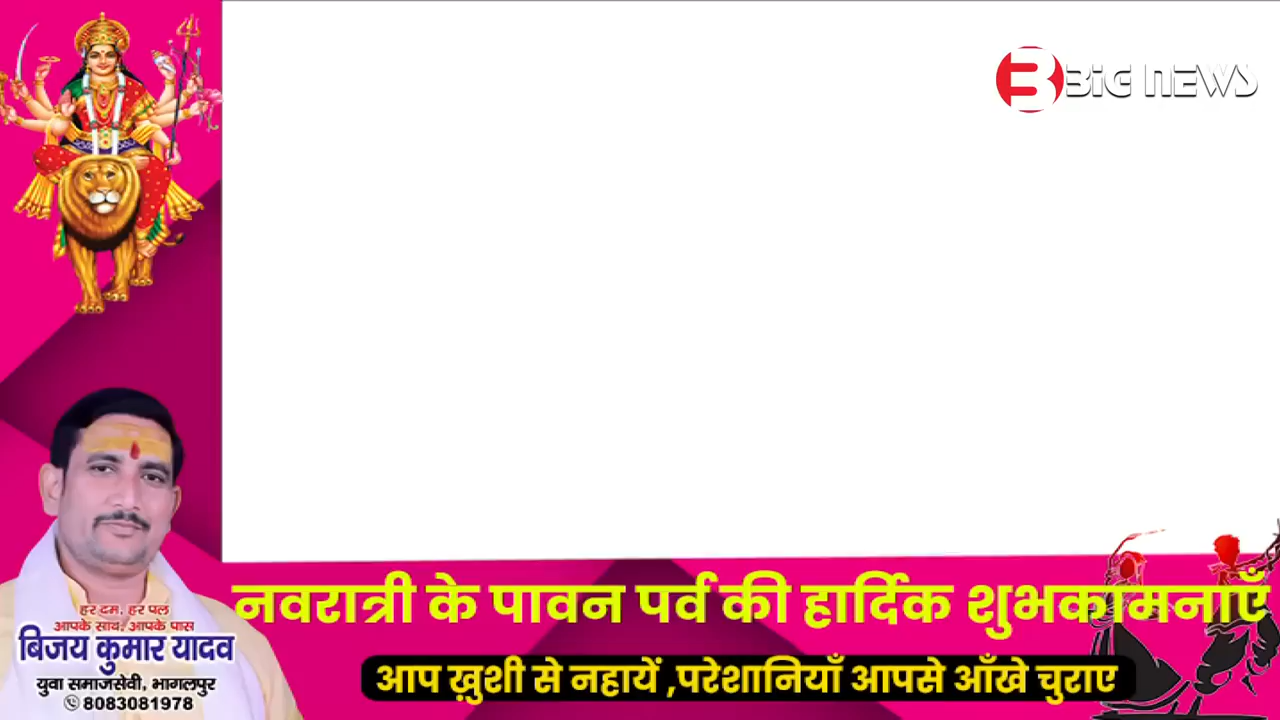 BIG NEWS
नवरात्री के पावन पर्व की हार्दिक शुभकामनाएँ
आप ख़ुशी से नहायें ,परेशानियाँ आपसे आँखे चुराए
हर दम, हर पल
आपके साथ, आपके पास
बिजय कुमार यादव
युवा समाजसेवी, भागलपुर
8083081978